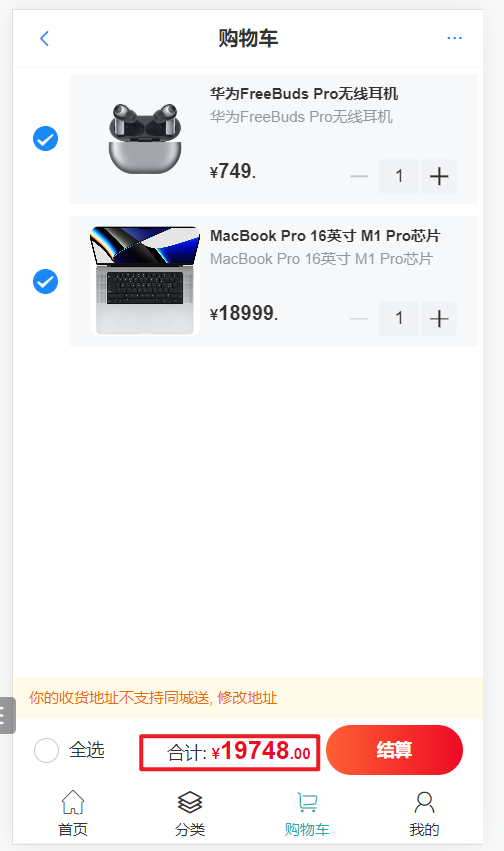 购物车
华为FreeBuds Pro无线耳机
华为FreeBuds Pro无线耳机
¥749.
1
MacBook Pro 16英寸 M1 Pro芯片
MacBook Pro 16英寸 M1 Pro芯片
¥18999.
1
你的收货地址不支持同城送, 修改地址
全选
合计: ¥19748.00
结算
首页
分类
购物车
我的